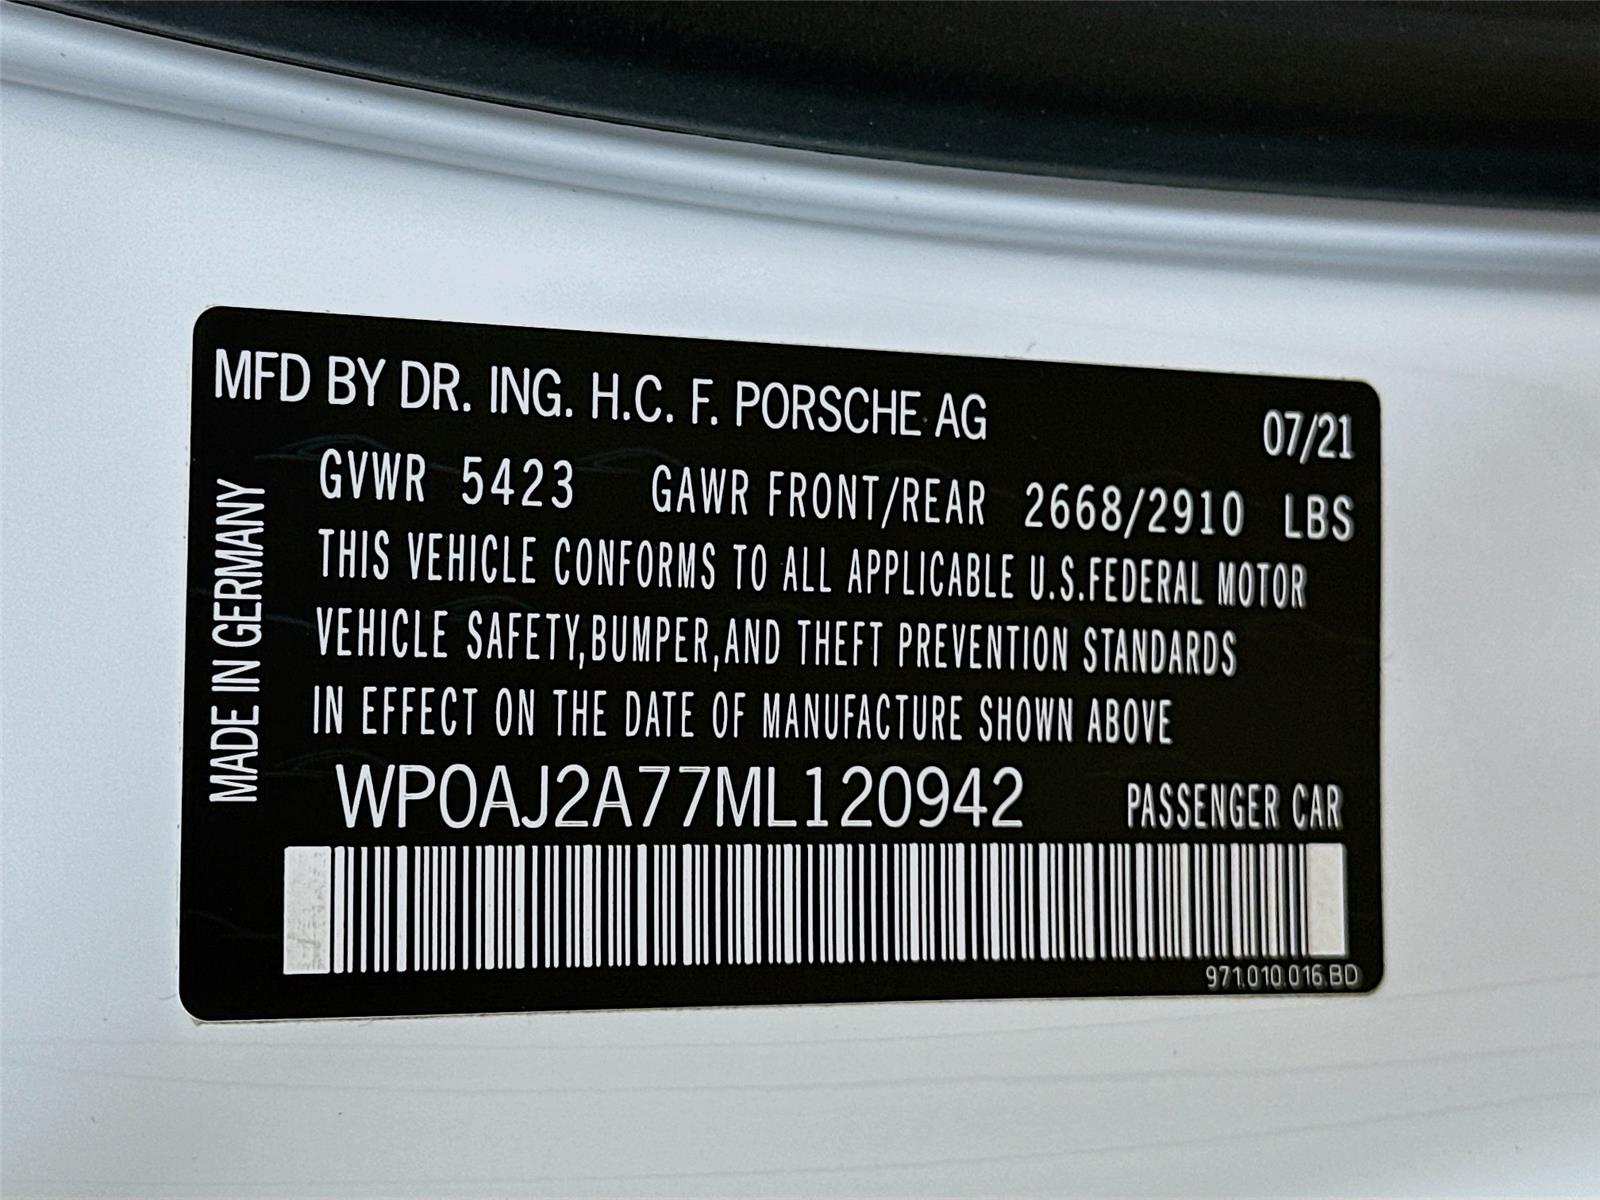 MFD BY DR. ING. H.C. F. PORSCHE AG 07/21
GVWR 5423 GAWR FRONT/REAR 2668/2910 LBS
THIS VEHICLE CONFORMS TO ALL APPLICABLE U.S.FEDERAL MOTOR
VEHICLE SAFETY,BUMPER,AND THEFT PREVENTION STANDARDS
IN EFFECT ON THE DATE OF MANUFACTURE SHOWN ABOVE
MADE IN GERMANY
WP0AJ2A77ML120942 PASSENGER CAR
971.010.016.BD